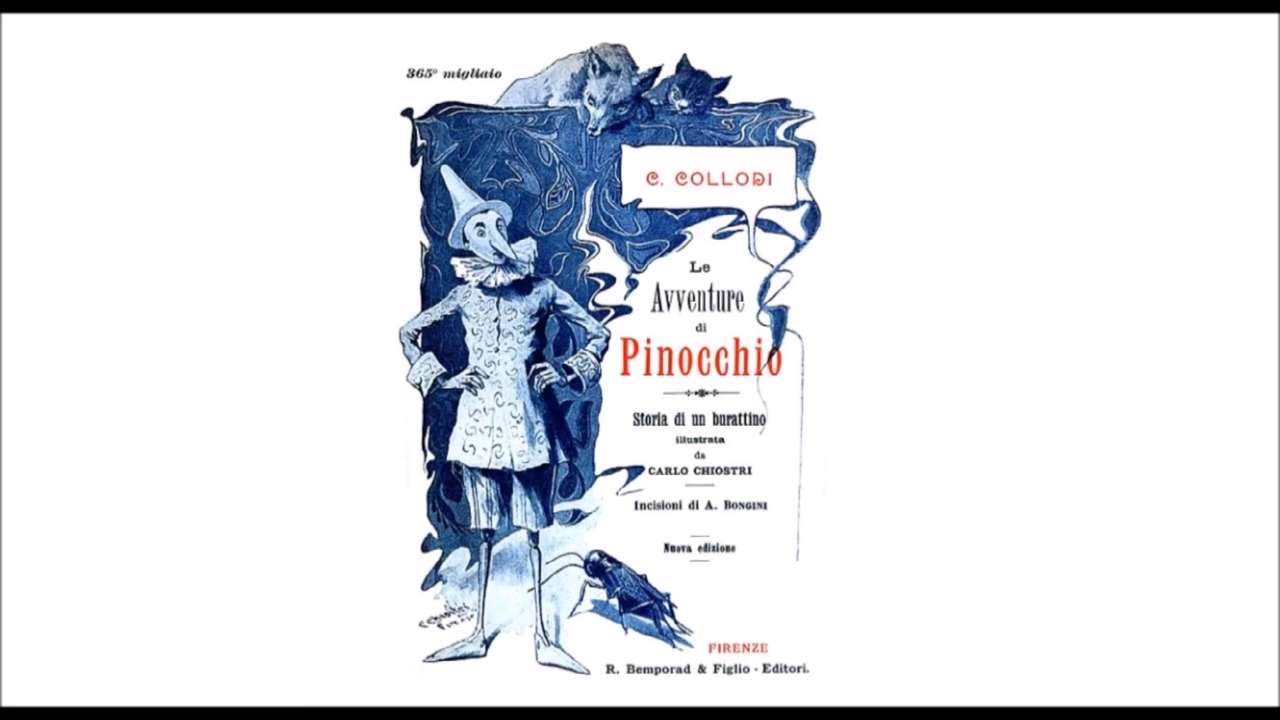 365º migliaio
C. COLLODI
Le
Avventure
di
Pinocchio
Storia di un burattino
illustrata
da
CARLO CHIOSTRI
Incisioni di A. BONGINI
Nuova edizione
FIRENZE
R. Bemporad & Figlio - Editori.